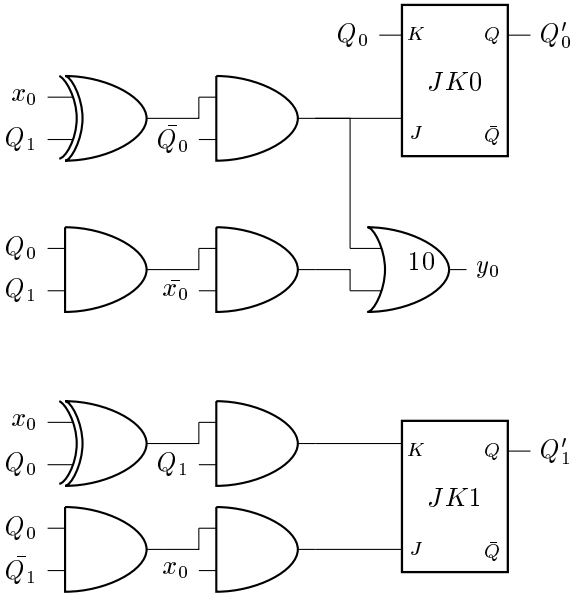 Q₀ K Q Q′₀
x₀ JK0
Q₁ Q̄₀ J Q̄
Q₀ 10 y₀
Q₁ x̄₀
x₀ K Q Q′₁
Q₀ Q₁ JK1
Q₀ J Q̄
Q̄₁ x₀